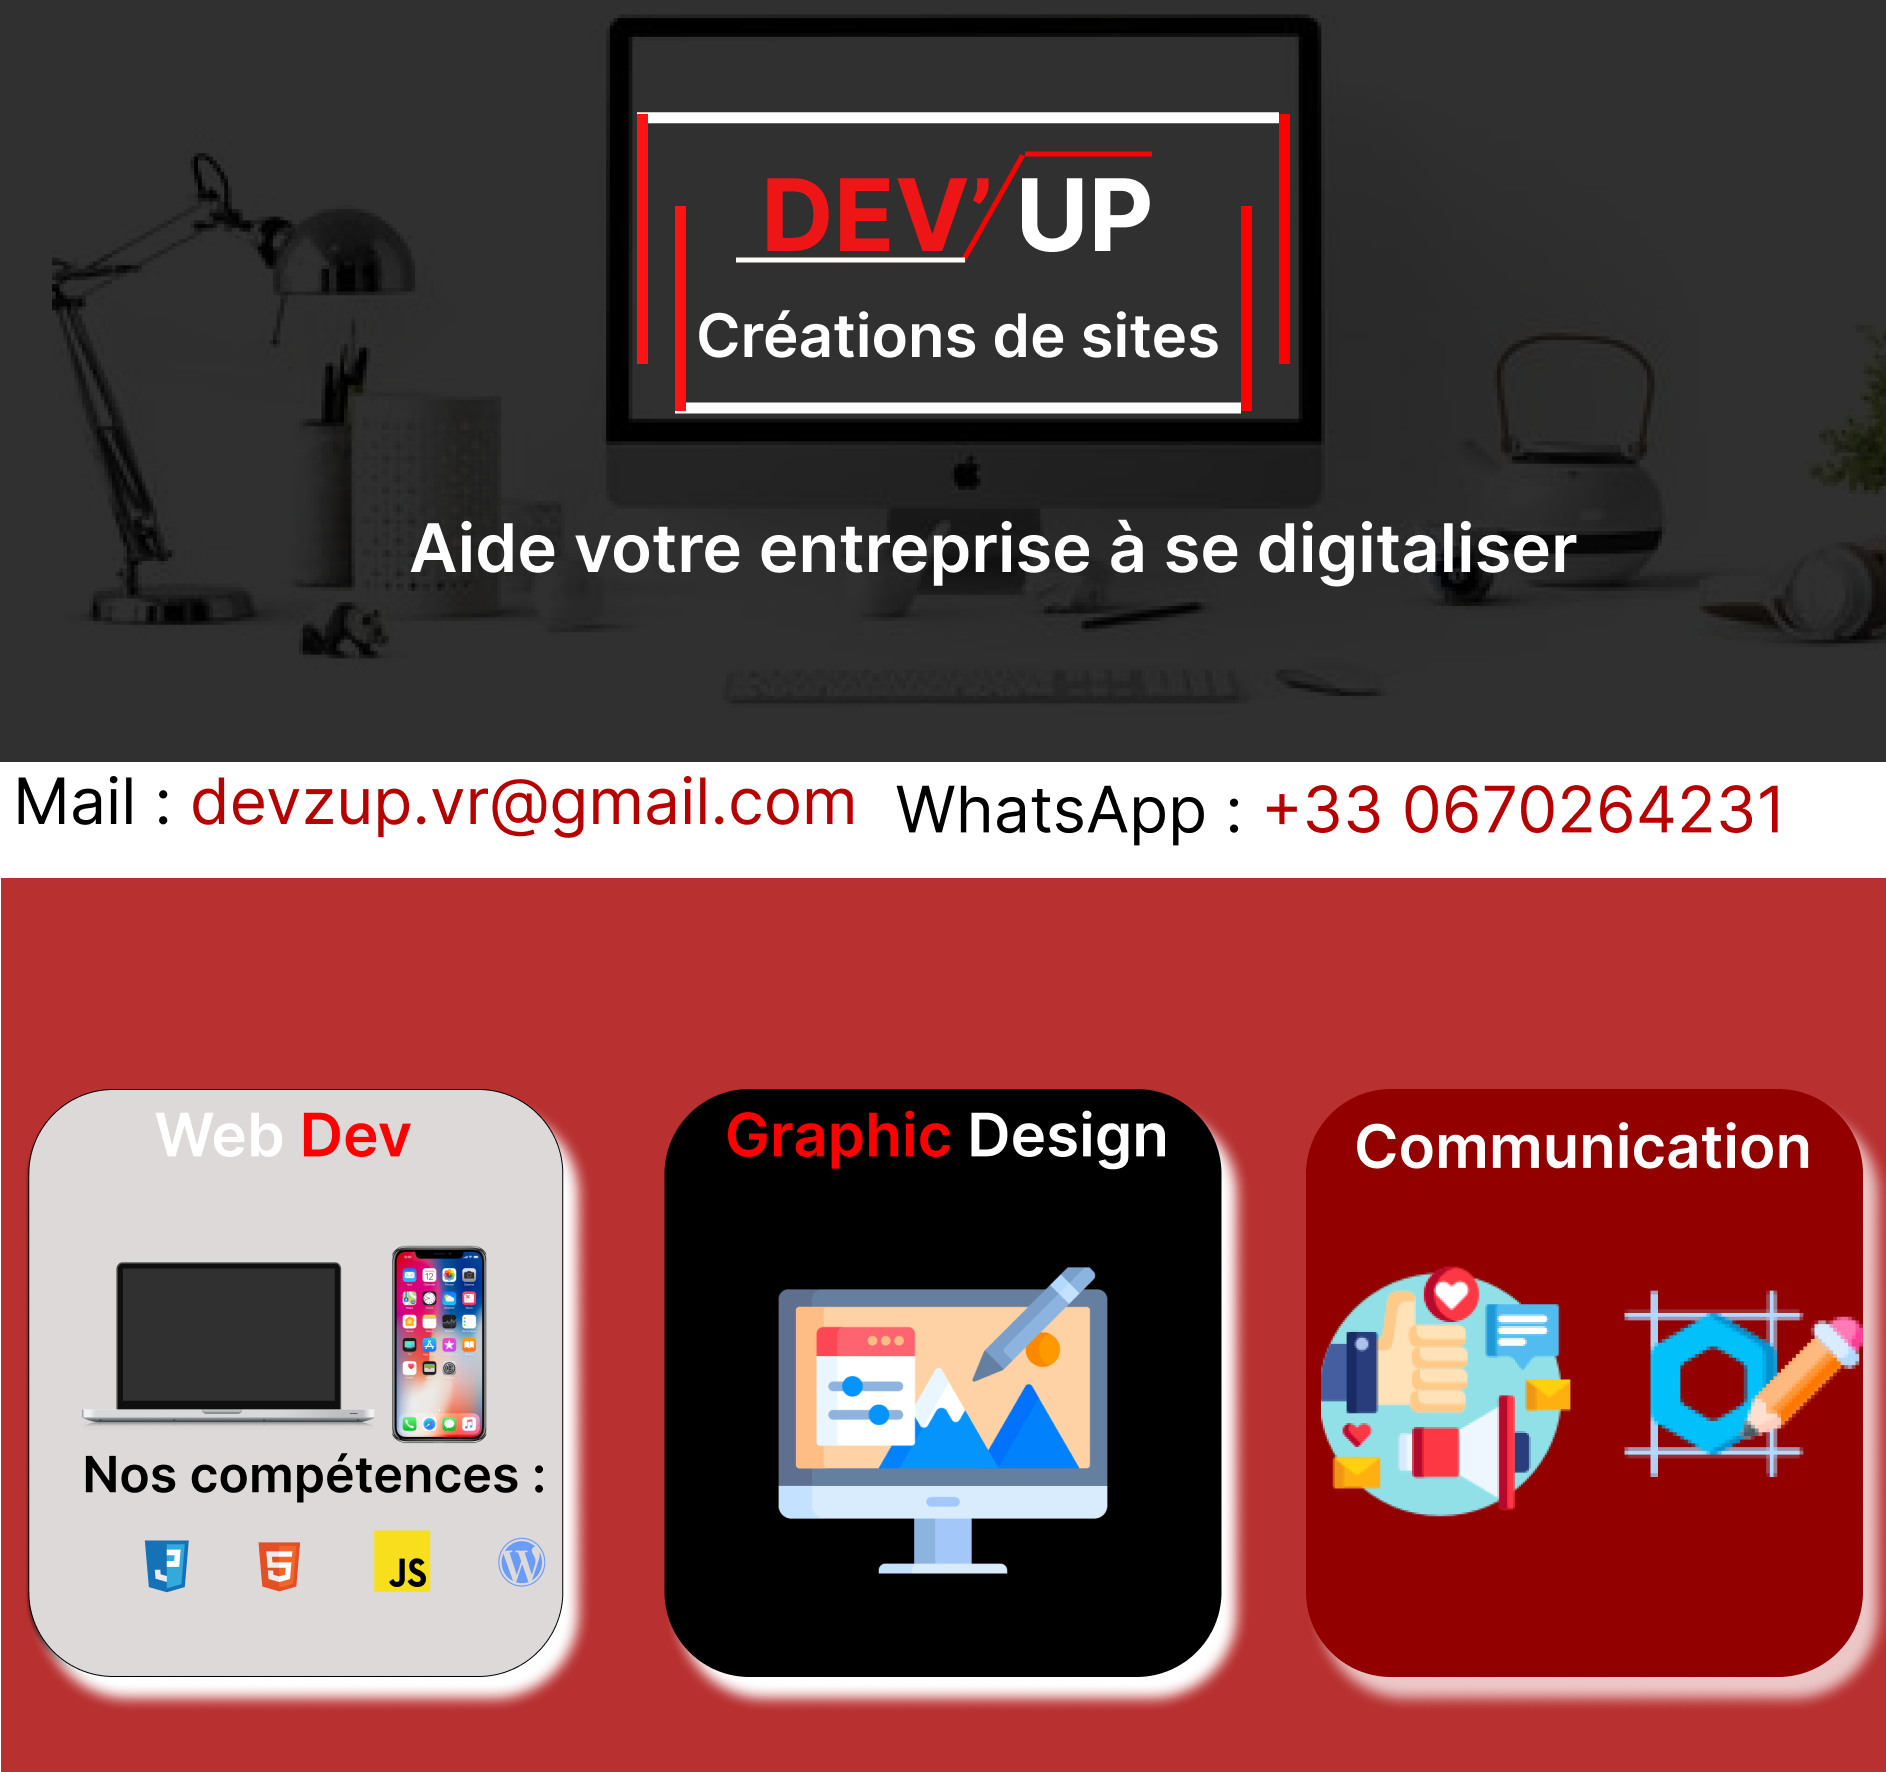 DEV’UP
Créations de sites
Aide votre entreprise à se digitaliser
Mail : devzup.vr@gmail.com WhatsApp : +33 0670264231
Web Dev
Nos compétences :
JS
Graphic Design
Communication